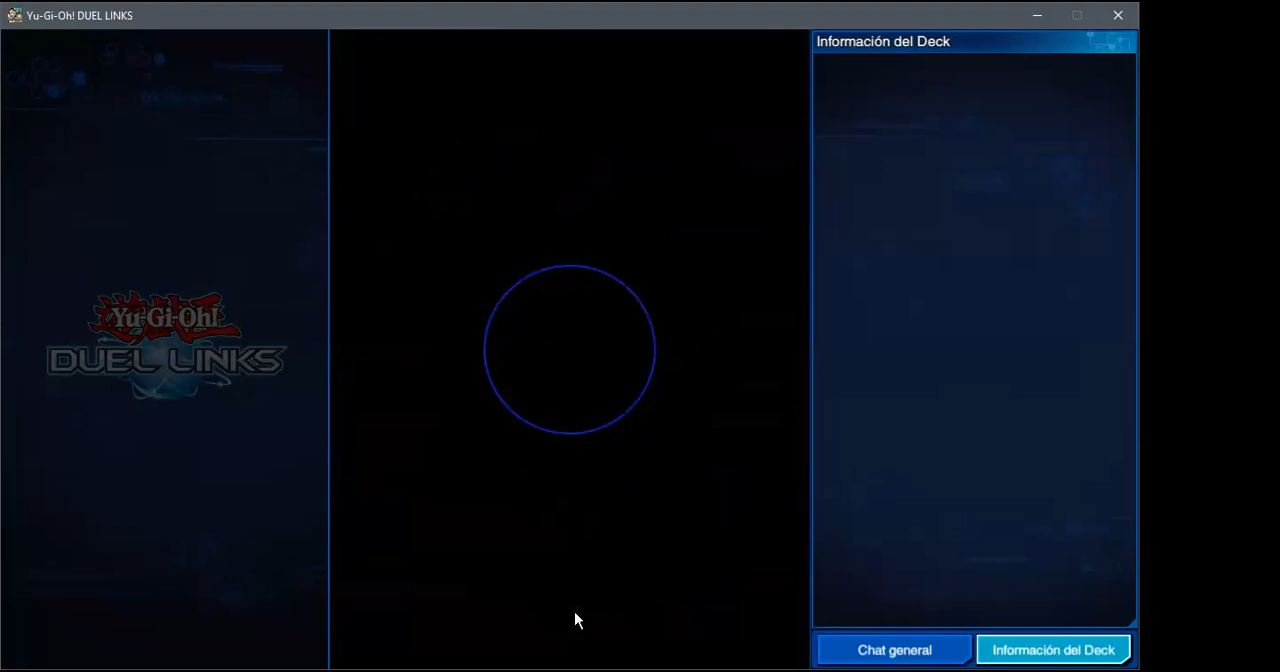 Yu-Gi-Oh! DUEL LINKS
Información del Deck
Yu-Gi-Oh!
DUEL LINKS
Chat general
Información del Deck